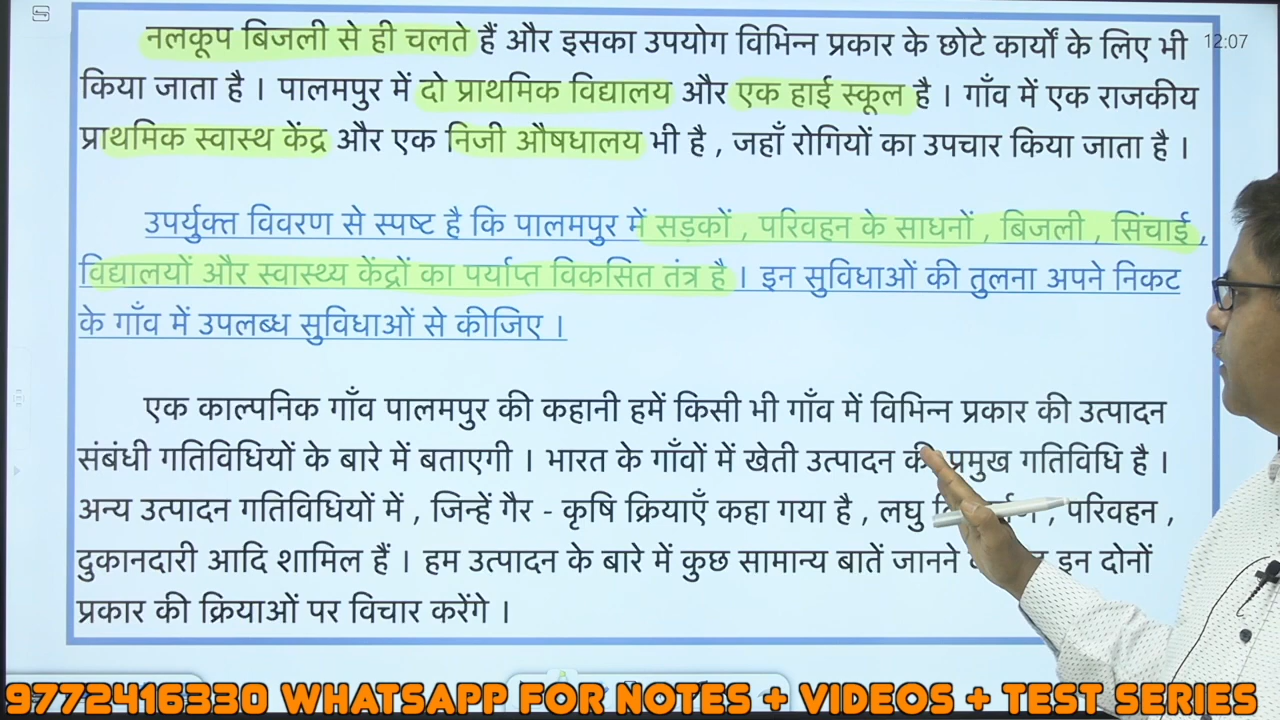 12:07
नलकूप बिजली से ही चलते हैं और इसका उपयोग विभिन्न प्रकार के छोटे कार्यों के लिए भी
किया जाता है । पालमपुर में दो प्राथमिक विद्यालय और एक हाई स्कूल है । गाँव में एक राजकीय
प्राथमिक स्वास्थ केंद्र और एक निजी औषधालय भी है , जहाँ रोगियों का उपचार किया जाता है ।
उपर्युक्त विवरण से स्पष्ट है कि पालमपुर में सड़कों , परिवहन के साधनों , बिजली , सिंचाई ,
विद्यालयों और स्वास्थ्य केंद्रों का पर्याप्त विकसित तंत्र है । इन सुविधाओं की तुलना अपने निकट
के गाँव में उपलब्ध सुविधाओं से कीजिए ।
एक काल्पनिक गाँव पालमपुर की कहानी हमें किसी भी गाँव में विभिन्न प्रकार की उत्पादन
संबंधी गतिविधियों के बारे में बताएगी । भारत के गाँवों में खेती उत्पादन की प्रमुख गतिविधि है ।
अन्य उत्पादन गतिविधियों में , जिन्हें गैर - कृषि क्रियाएँ कहा गया है , लघु , परिवहन ,
दुकानदारी आदि शामिल हैं । हम उत्पादन के बारे में कुछ सामान्य बातें जानने इन दोनों
प्रकार की क्रियाओं पर विचार करेंगे ।
9772416330 WHATSAPP FOR NOTES + VIDEOS + TEST SERIES